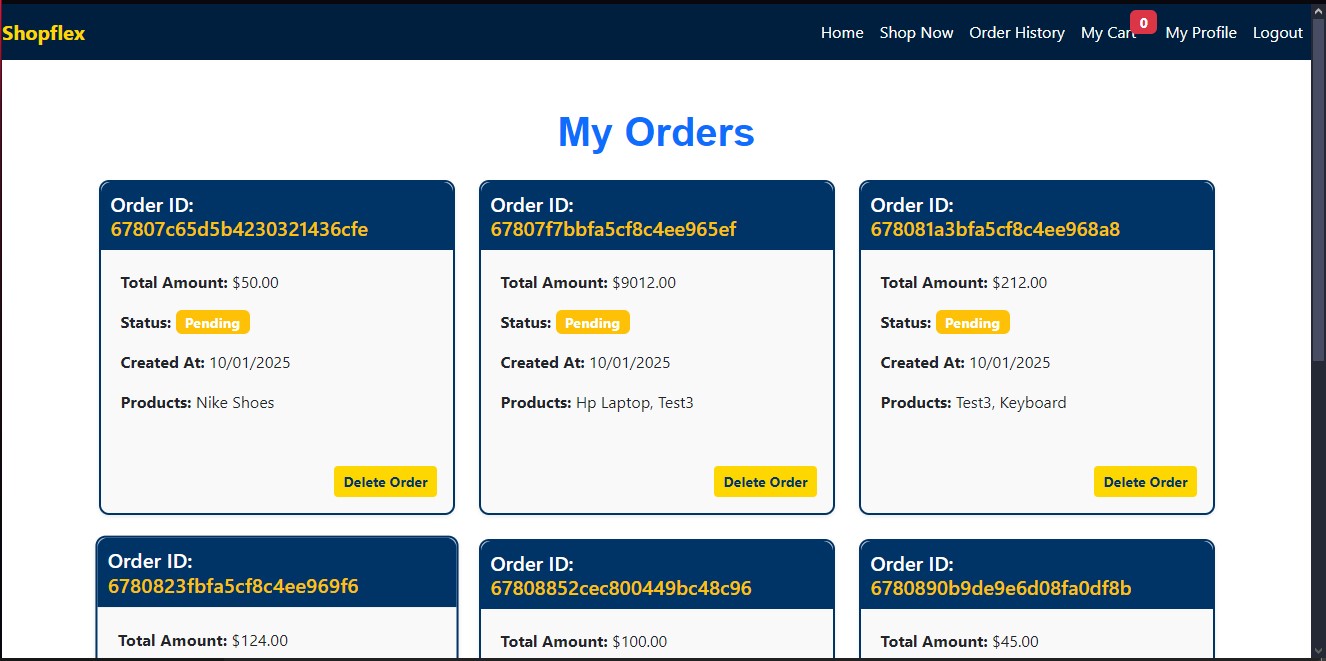 Shopflex
Home Shop Now Order History My Cart 0 My Profile Logout
My Orders
Order ID:
67807c65d5b4230321436cfe
Total Amount: $50.00
Status: Pending
Created At: 10/01/2025
Products: Nike Shoes
Delete Order
Order ID:
67807f7bbfa5cf8c4ee965ef
Total Amount: $9012.00
Status: Pending
Created At: 10/01/2025
Products: Hp Laptop, Test3
Delete Order
Order ID:
678081a3bfa5cf8c4ee968a8
Total Amount: $212.00
Status: Pending
Created At: 10/01/2025
Products: Test3, Keyboard
Delete Order
Order ID:
6780823fbfa5cf8c4ee969f6
Total Amount: $124.00
Order ID:
67808852cec800449bc48c96
Total Amount: $100.00
Order ID:
6780890b9de9e6d08fa0df8b
Total Amount: $45.00